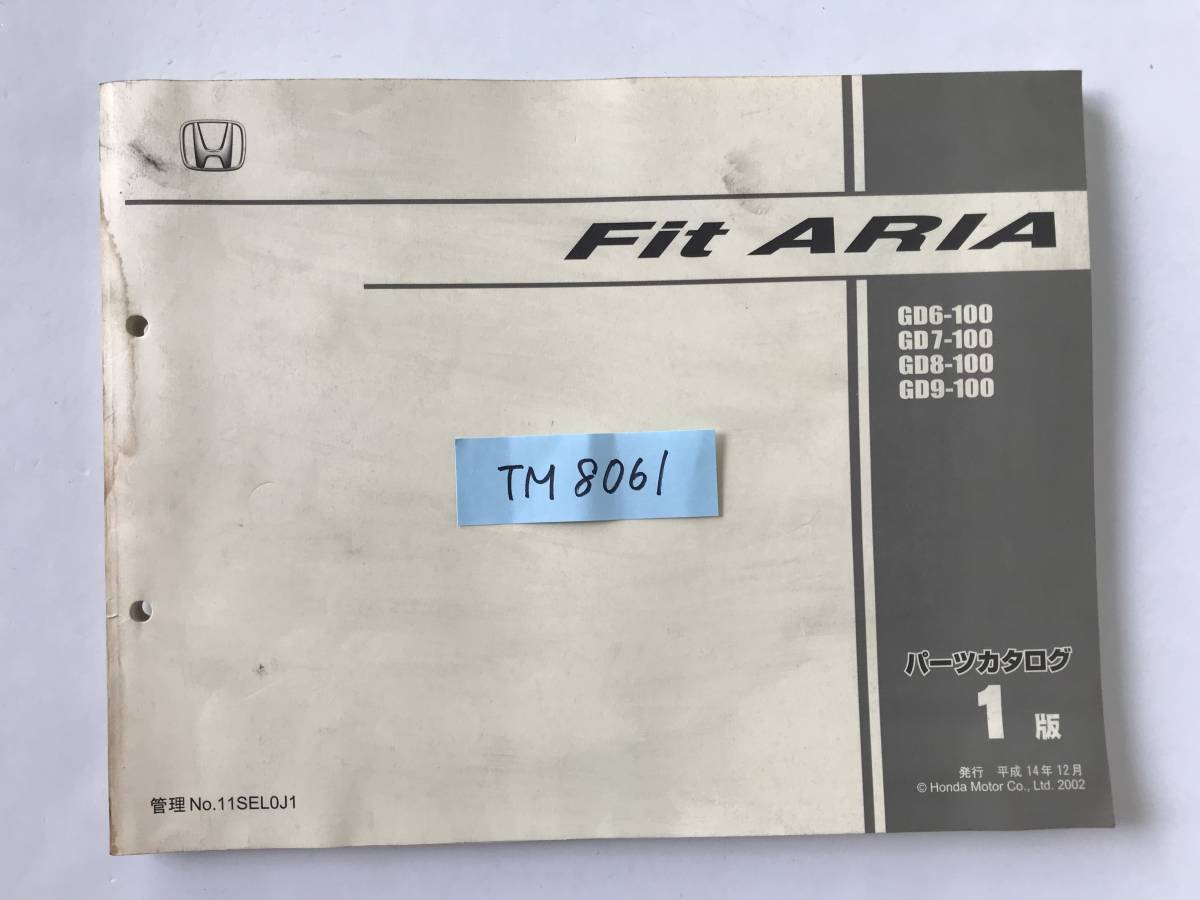 Fit ARIA
GD6-100
GD7-100
GD8-100
GD9-100
TM 8061
パーツカタログ
1版
発行 平成 14年 12月
© Honda Motor Co., Ltd. 2002
管理 No.11SEL0J1